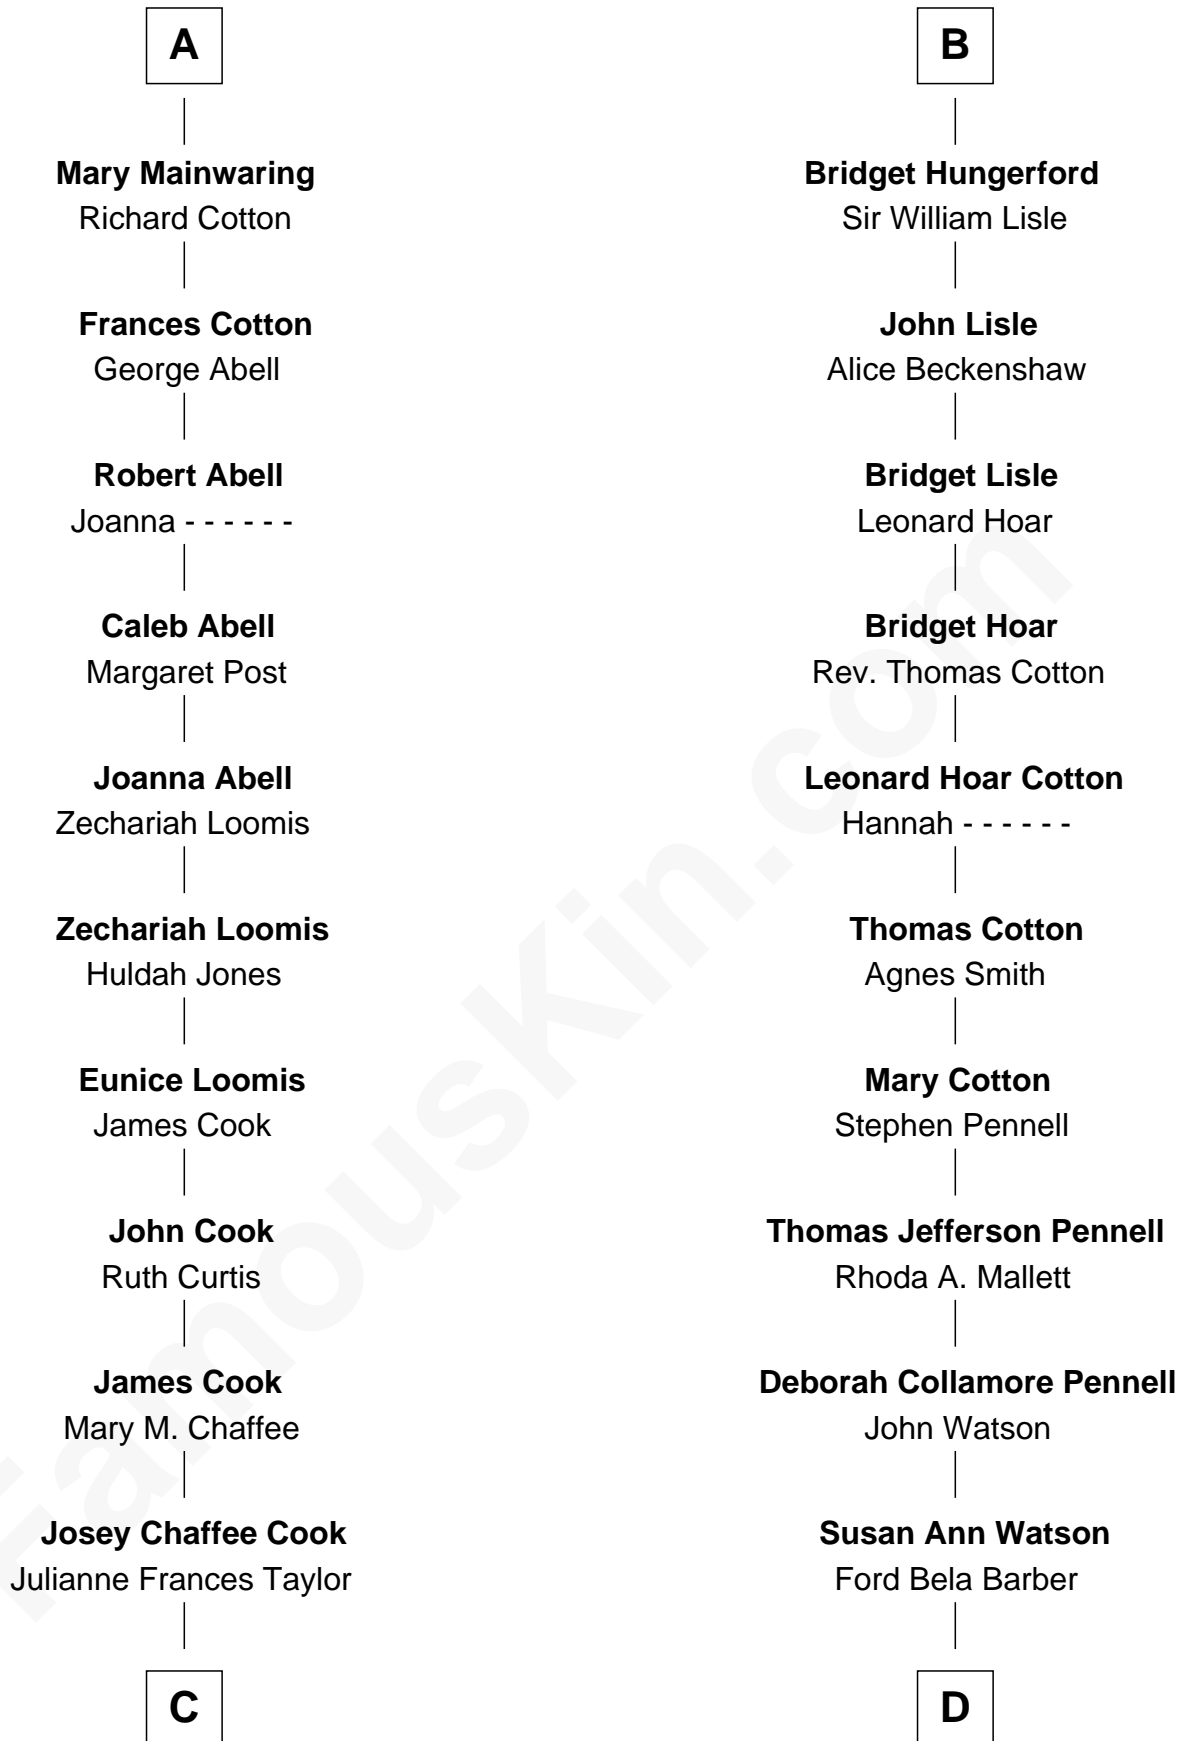 A
Mary Mainwaring
Richard Cotton
Frances Cotton
George Abell
Robert Abell
Joanna - - - - - -
Caleb Abell
Margaret Post
Joanna Abell
Zechariah Loomis
Zechariah Loomis
Huldah Jones
Eunice Loomis
James Cook
John Cook
Ruth Curtis
James Cook
Mary M. Chaffee
Josey Chaffee Cook
Julianne Frances Taylor
C
B
Bridget Hungerford
Sir William Lisle
John Lisle
Alice Beckenshaw
Bridget Lisle
Leonard Hoar
Bridget Hoar
Rev. Thomas Cotton
Leonard Hoar Cotton
Hannah - - - - - -
Thomas Cotton
Agnes Smith
Mary Cotton
Stephen Pennell
Thomas Jefferson Pennell
Rhoda A. Mallett
Deborah Collamore Pennell
John Watson
Susan Ann Watson
Ford Bela Barber
D
FamousKin.com